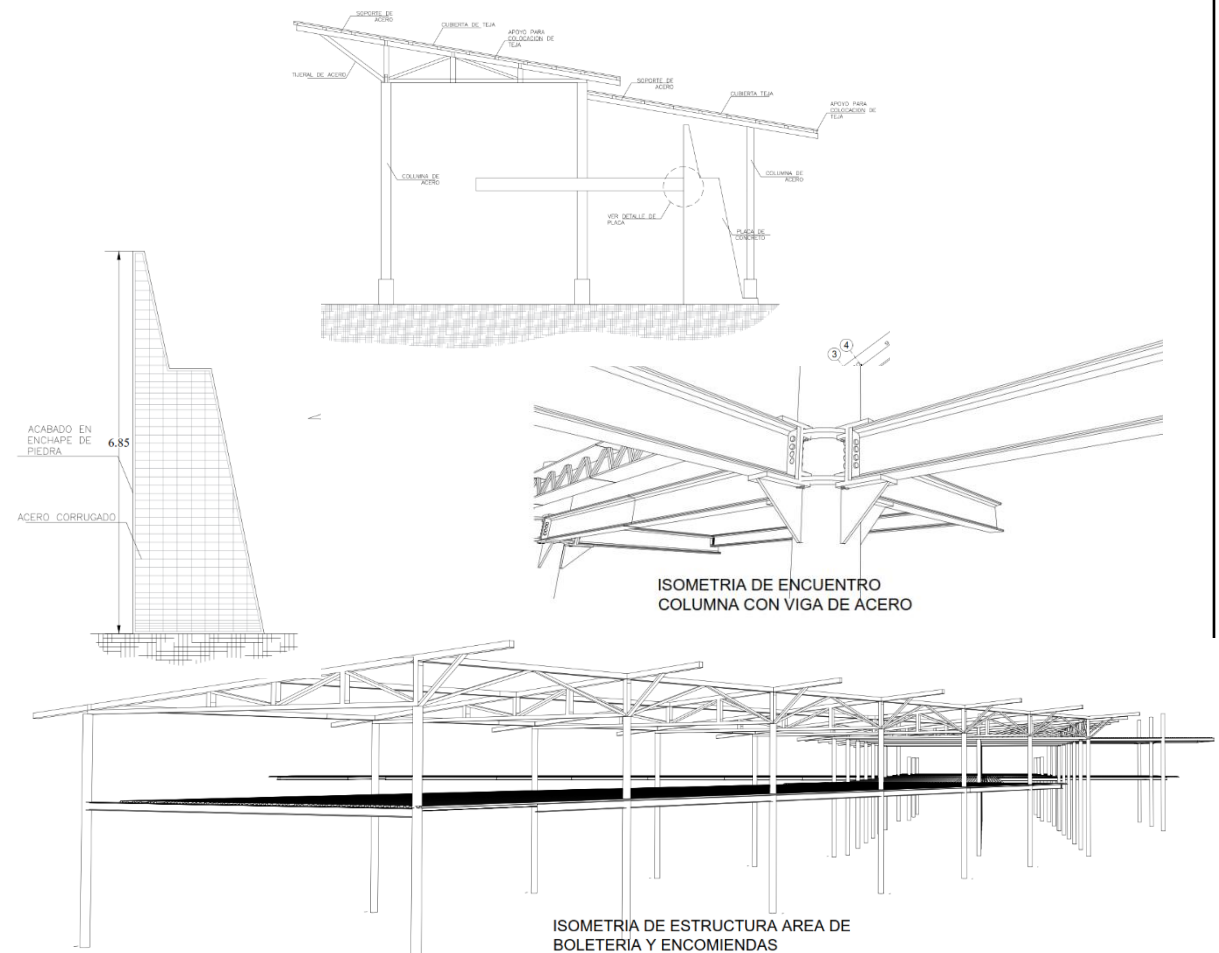 SOPORTE DE
ACERO
CUBIERTA DE TEJA
APOYO PARA
COLOCACION DE
TEJA
TIJERAL DE ACERO
SOPORTE DE
ACERO
CUBIERTA TEJA
APOYO PARA
COLOCACION DE
TEJA
COLUMNA DE
ACERO
COLUMNA DE
ACERO
VER DETALLE DE
PLACA
PLACA DE
CONCRETO
ACABADO EN
ENCHAPE DE
PIEDRA
6.85
ACERO CORRUGADO
3
4
ISOMETRIA DE ENCUENTRO
COLUMNA CON VIGA DE ACERO
ISOMETRIA DE ESTRUCTURA AREA DE
BOLETERIA Y ENCOMIENDAS